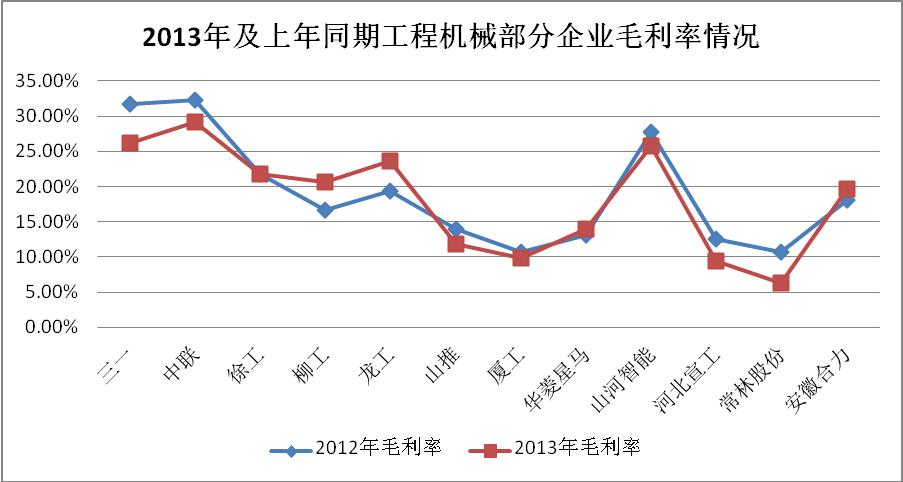 2013年及上年同期工程机械部分企业毛利率情况
35.00%
30.00%
25.00%
20.00%
15.00%
10.00%
5.00%
0.00%
三一
中联
徐工
柳工
龙工
山推
厦工
华菱星马
山河智能
河北宣工
常林股份
安徽合力
2012年毛利率
2013年毛利率